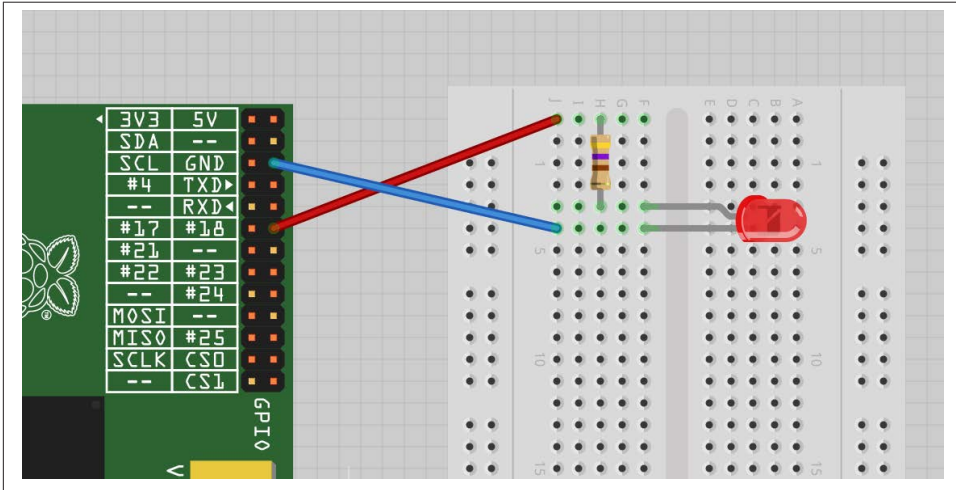 3V3 5V
SDA --
SCL GND
#4 TXD▶
-- RXD◀
#17 #18
#21 --
#22 #23
-- #24
MOSI --
MISO #25
SCLK CS0
-- CS1
GPIO
<
J I H G F E D C B A
1 1
5 5
10 10
15 15